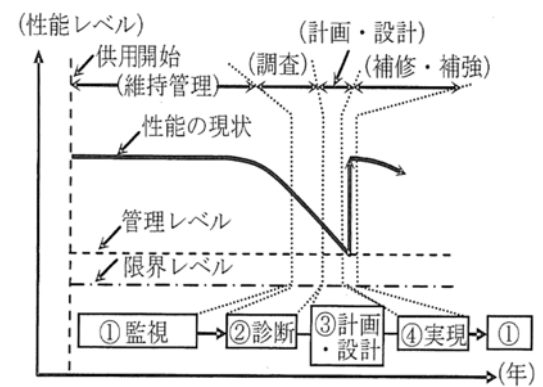 (性能レベル)
供用開始
(維持管理)
(調査)
(計画・設計)
(補修・補強)
性能の現状
管理レベル
限界レベル
①監視
②診断
③計画
・設計
④実現
①
(年)